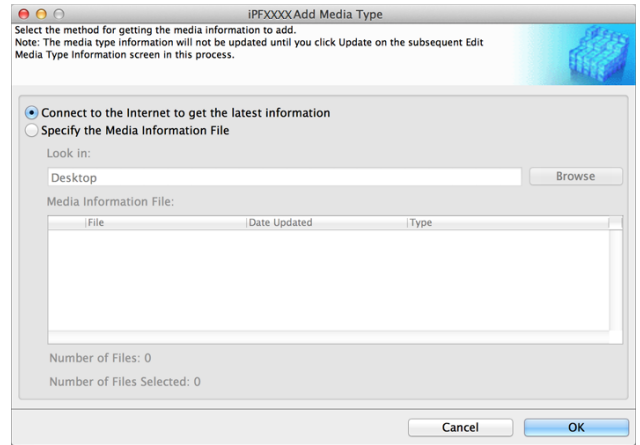 iPFXXXX Add Media Type
Select the method for getting the media information to add.
Note: The media type information will not be updated until you click Update on the subsequent Edit
Media Type Information screen in this process.
Connect to the Internet to get the latest information
Specify the Media Information File
Look in:
Desktop Browse
Media Information File:
File Date Updated Type
Number of Files: 0
Number of Files Selected: 0
Cancel OK